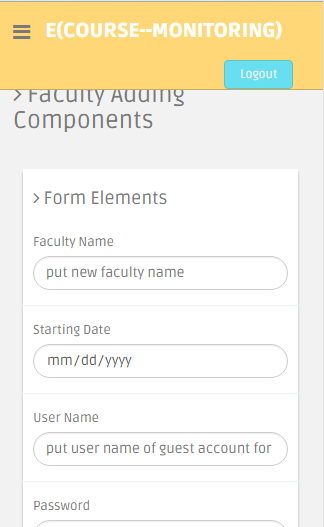 E(COURSE--MONITORING)
Logout
> Faculty Adding
Components
> Form Elements
Faculty Name
put new faculty name
Starting Date
mm/dd/yyyy
User Name
put user name of guest account for
Password